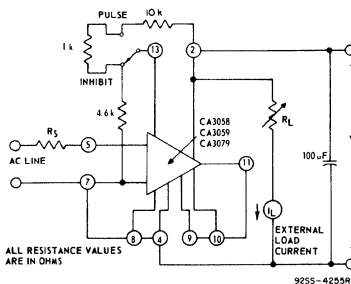 PULSE
10 k
1 k
INHIBIT
13
2
4.6 k
CA3058
CA3059
CA3079
RS
5
AC LINE
7
11
RL
100 µF
IL
8
4
9
10
EXTERNAL
LOAD
CURRENT
ALL RESISTANCE VALUES
ARE IN OHMS
92SS-4255R